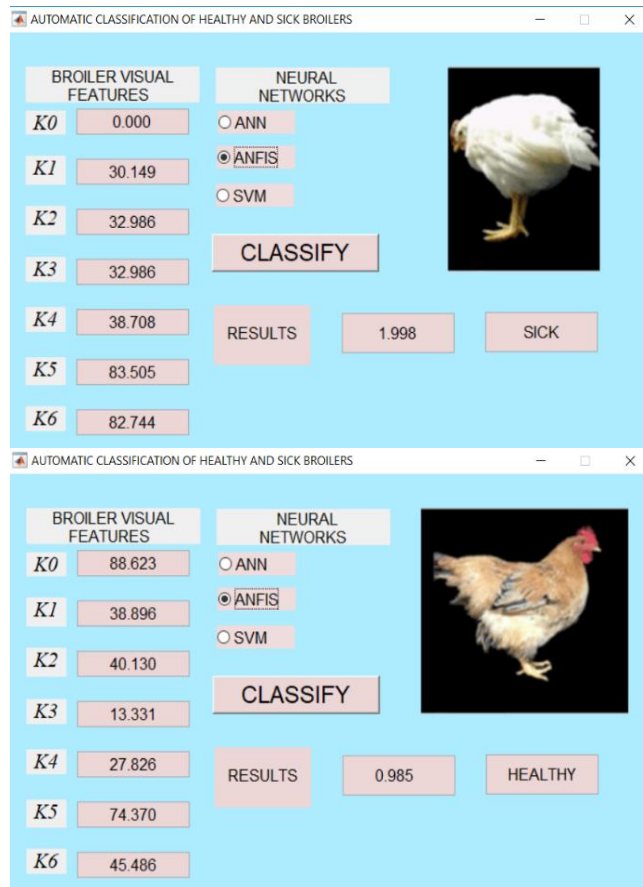 AUTOMATIC CLASSIFICATION OF HEALTHY AND SICK BROILERS
BROILER VISUAL
FEATURES
NEURAL
NETWORKS
K0 0.000
ANN
K1 30.149
ANFIS
K2 32.986
SVM
K3 32.986
CLASSIFY
K4 38.708
RESULTS 1.998 SICK
K5 83.505
K6 82.744
AUTOMATIC CLASSIFICATION OF HEALTHY AND SICK BROILERS
BROILER VISUAL
FEATURES
NEURAL
NETWORKS
K0 88.623
ANN
K1 38.896
ANFIS
K2 40.130
SVM
K3 13.331
CLASSIFY
K4 27.826
RESULTS 0.985 HEALTHY
K5 74.370
K6 45.486